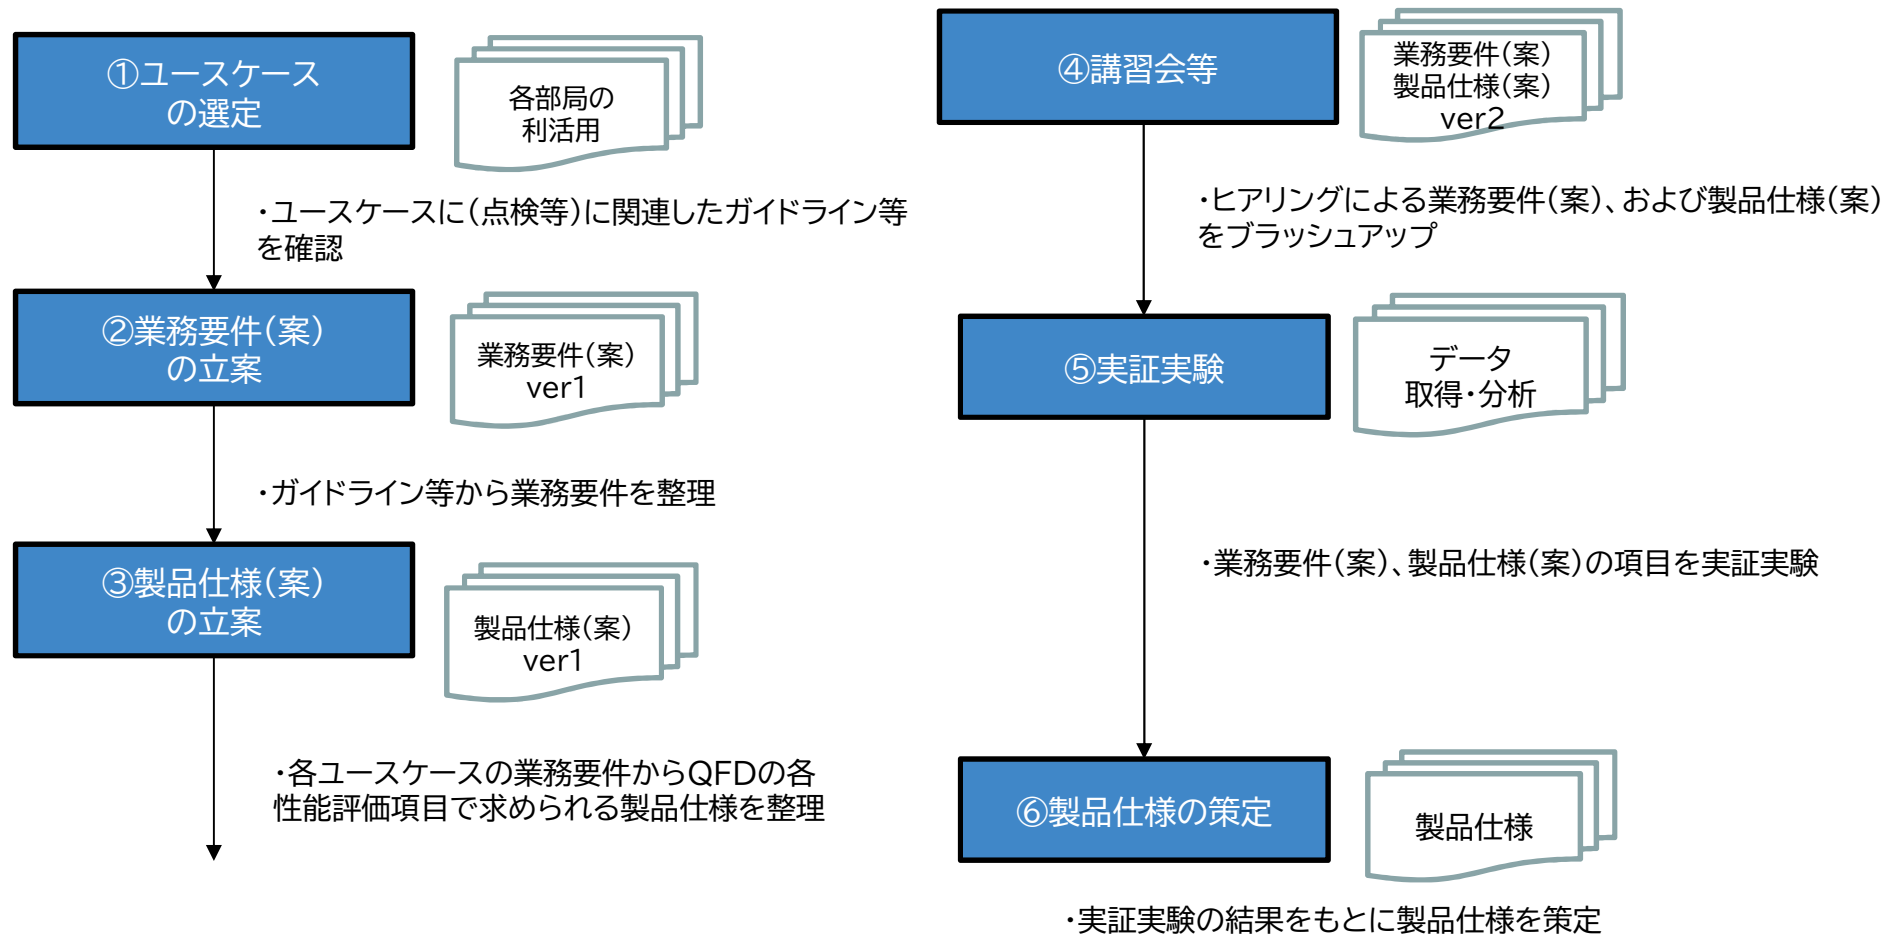 ①ユースケース
の選定
各部局の
利活用
・ユースケースに(点検等)に関連したガイドライン等
を確認
②業務要件(案)
の立案
業務要件(案)
ver1
・ガイドライン等から業務要件を整理
③製品仕様(案)
の立案
製品仕様(案)
ver1
・各ユースケースの業務要件からQFDの各
性能評価項目で求められる製品仕様を整理
④講習会等
業務要件(案)
製品仕様(案)
ver2
・ヒアリングによる業務要件(案)、および製品仕様(案)
をブラッシュアップ
⑤実証実験
データ
取得・分析
・業務要件(案)、製品仕様(案)の項目を実証実験
⑥製品仕様の策定
製品仕様
・実証実験の結果をもとに製品仕様を策定